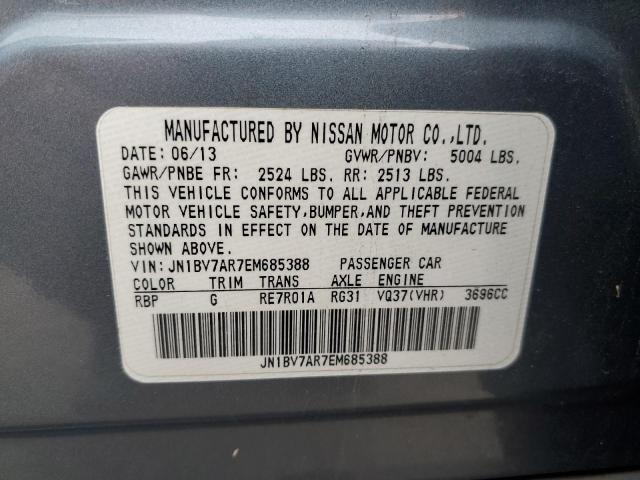 MANUFACTURED BY NISSAN MOTOR CO.,LTD.
DATE: 06/13 GVWR/PNBV: 5004 LBS.
GAWR/PNBE FR: 2524 LBS. RR: 2513 LBS.
THIS VEHICLE CONFORMS TO ALL APPLICABLE FEDERAL
MOTOR VEHICLE SAFETY,BUMPER,AND THEFT PREVENTION
STANDARDS IN EFFECT ON THE DATE OF MANUFACTURE
SHOWN ABOVE.
VIN: JN1BV7AR7EM685388 PASSENGER CAR
COLOR TRIM TRANS AXLE ENGINE
RBP G RE7R01A RG31 VQ37(VHR) 3696CC
JN1BV7AR7EM685388